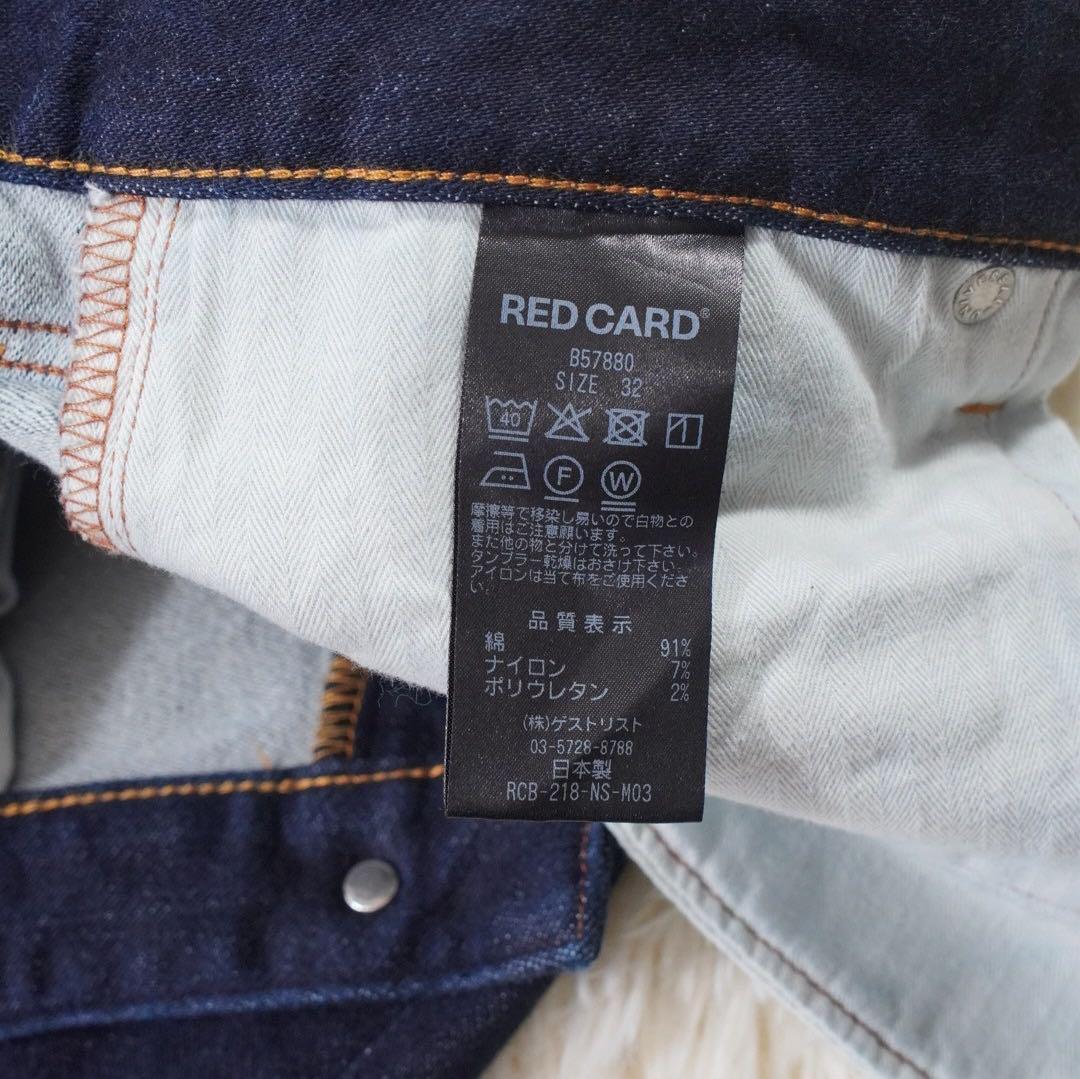 RED CARD®
B57880
SIZE 32
40
F
W
摩擦等で移染し易いので白物との
着用はご注意願います。
また他の物と分けて洗って下さい。
タンブラー乾燥はおさけ下さい。
アイロンは当て布をご使用くださ
い。
品質表示
綿 91%
ナイロン 7%
ポリウレタン 2%
(株)ゲストリスト
03-5728-8788
日本製
RCB-218-NS-M03